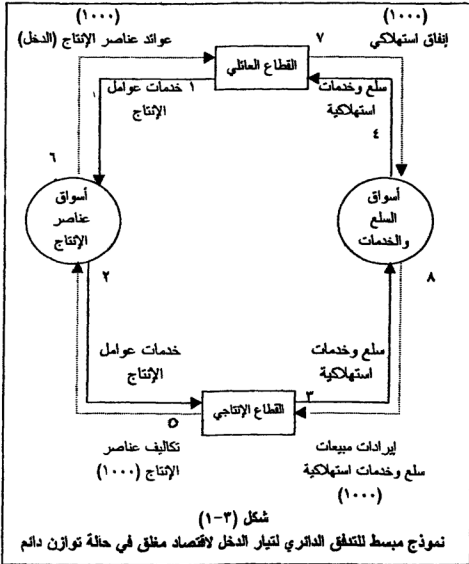 (١٠٠٠)
إنفاق استهلاكي
(١٠٠٠)
عوائد عناصر الإنتاج (الدخل)
٧
القطاع العائلي
سلع وخدمات
استهلاكية
٤
١ خدمات عوامل
الإنتاج
٦
أسواق
السلع
والخدمات
أسواق
عناصر
الإنتاج
٨
٢
سلع وخدمات
استهلاكية
خدمات عوامل
الإنتاج
٣
القطاع الإنتاجي
٥
إيرادات مبيعات
سلع وخدمات استهلاكية
(١٠٠٠)
تكاليف عناصر
الإنتاج (١٠٠٠)
شكل (٣-١)
نموذج مبسط للتدفق الدائري لتيار الدخل لاقتصاد مغلق في حالة توازن دائم